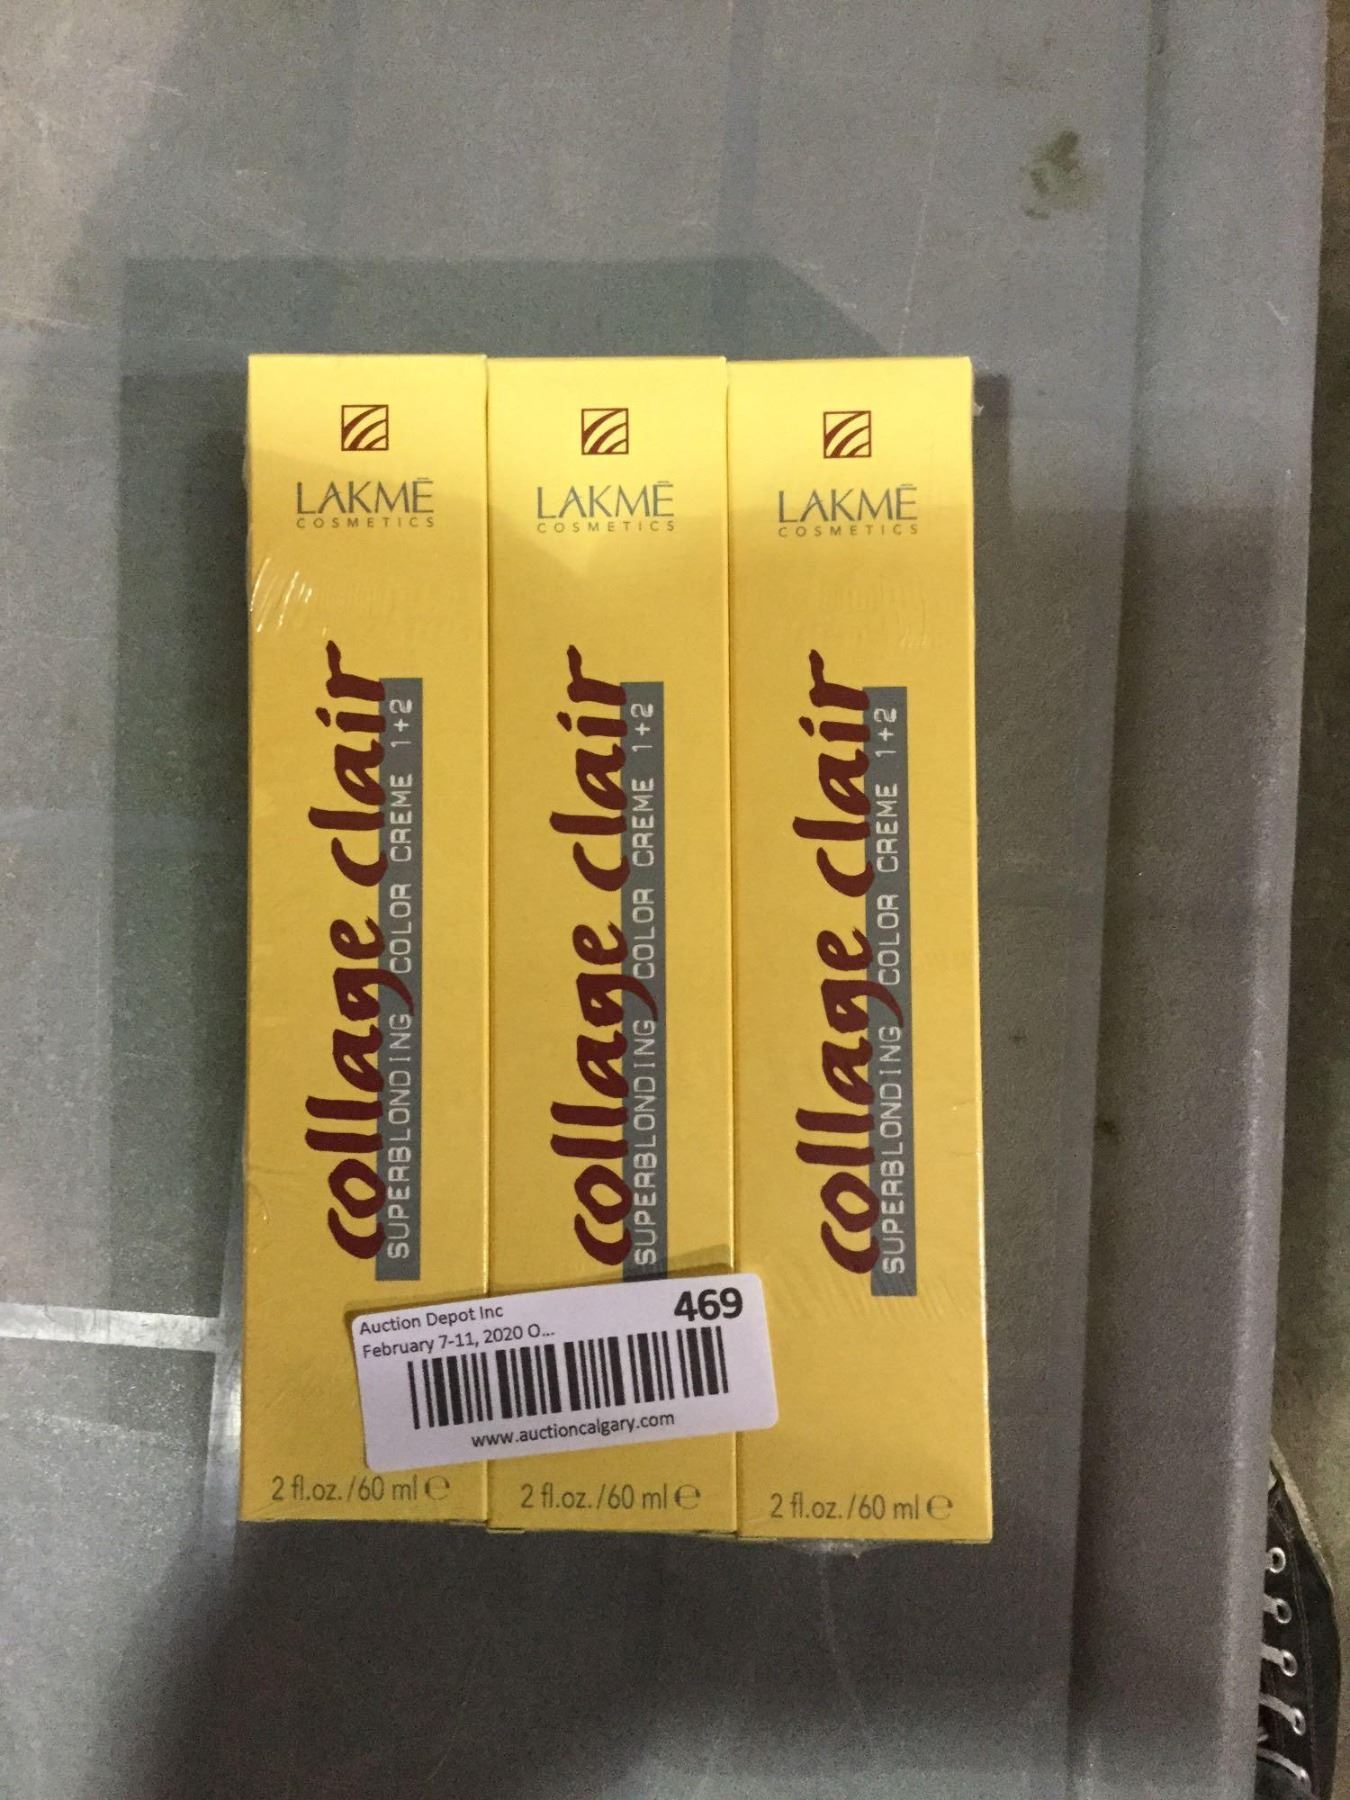 LAKMĒ
COSMETICS
collage clair
SUPERBLONDING COLOR CREME 1+2
2 fl.oz./60 ml ℮
LAKMĒ
COSMETICS
collage clair
SUPERBLONDING COLOR CREME 1+2
2 fl.oz./60 ml ℮
LAKMĒ
COSMETICS
collage clair
SUPERBLONDING COLOR CREME 1+2
2 fl.oz./60 ml ℮
Auction Depot Inc 469
February 7-11, 2020 O...
www.auctioncalgary.com